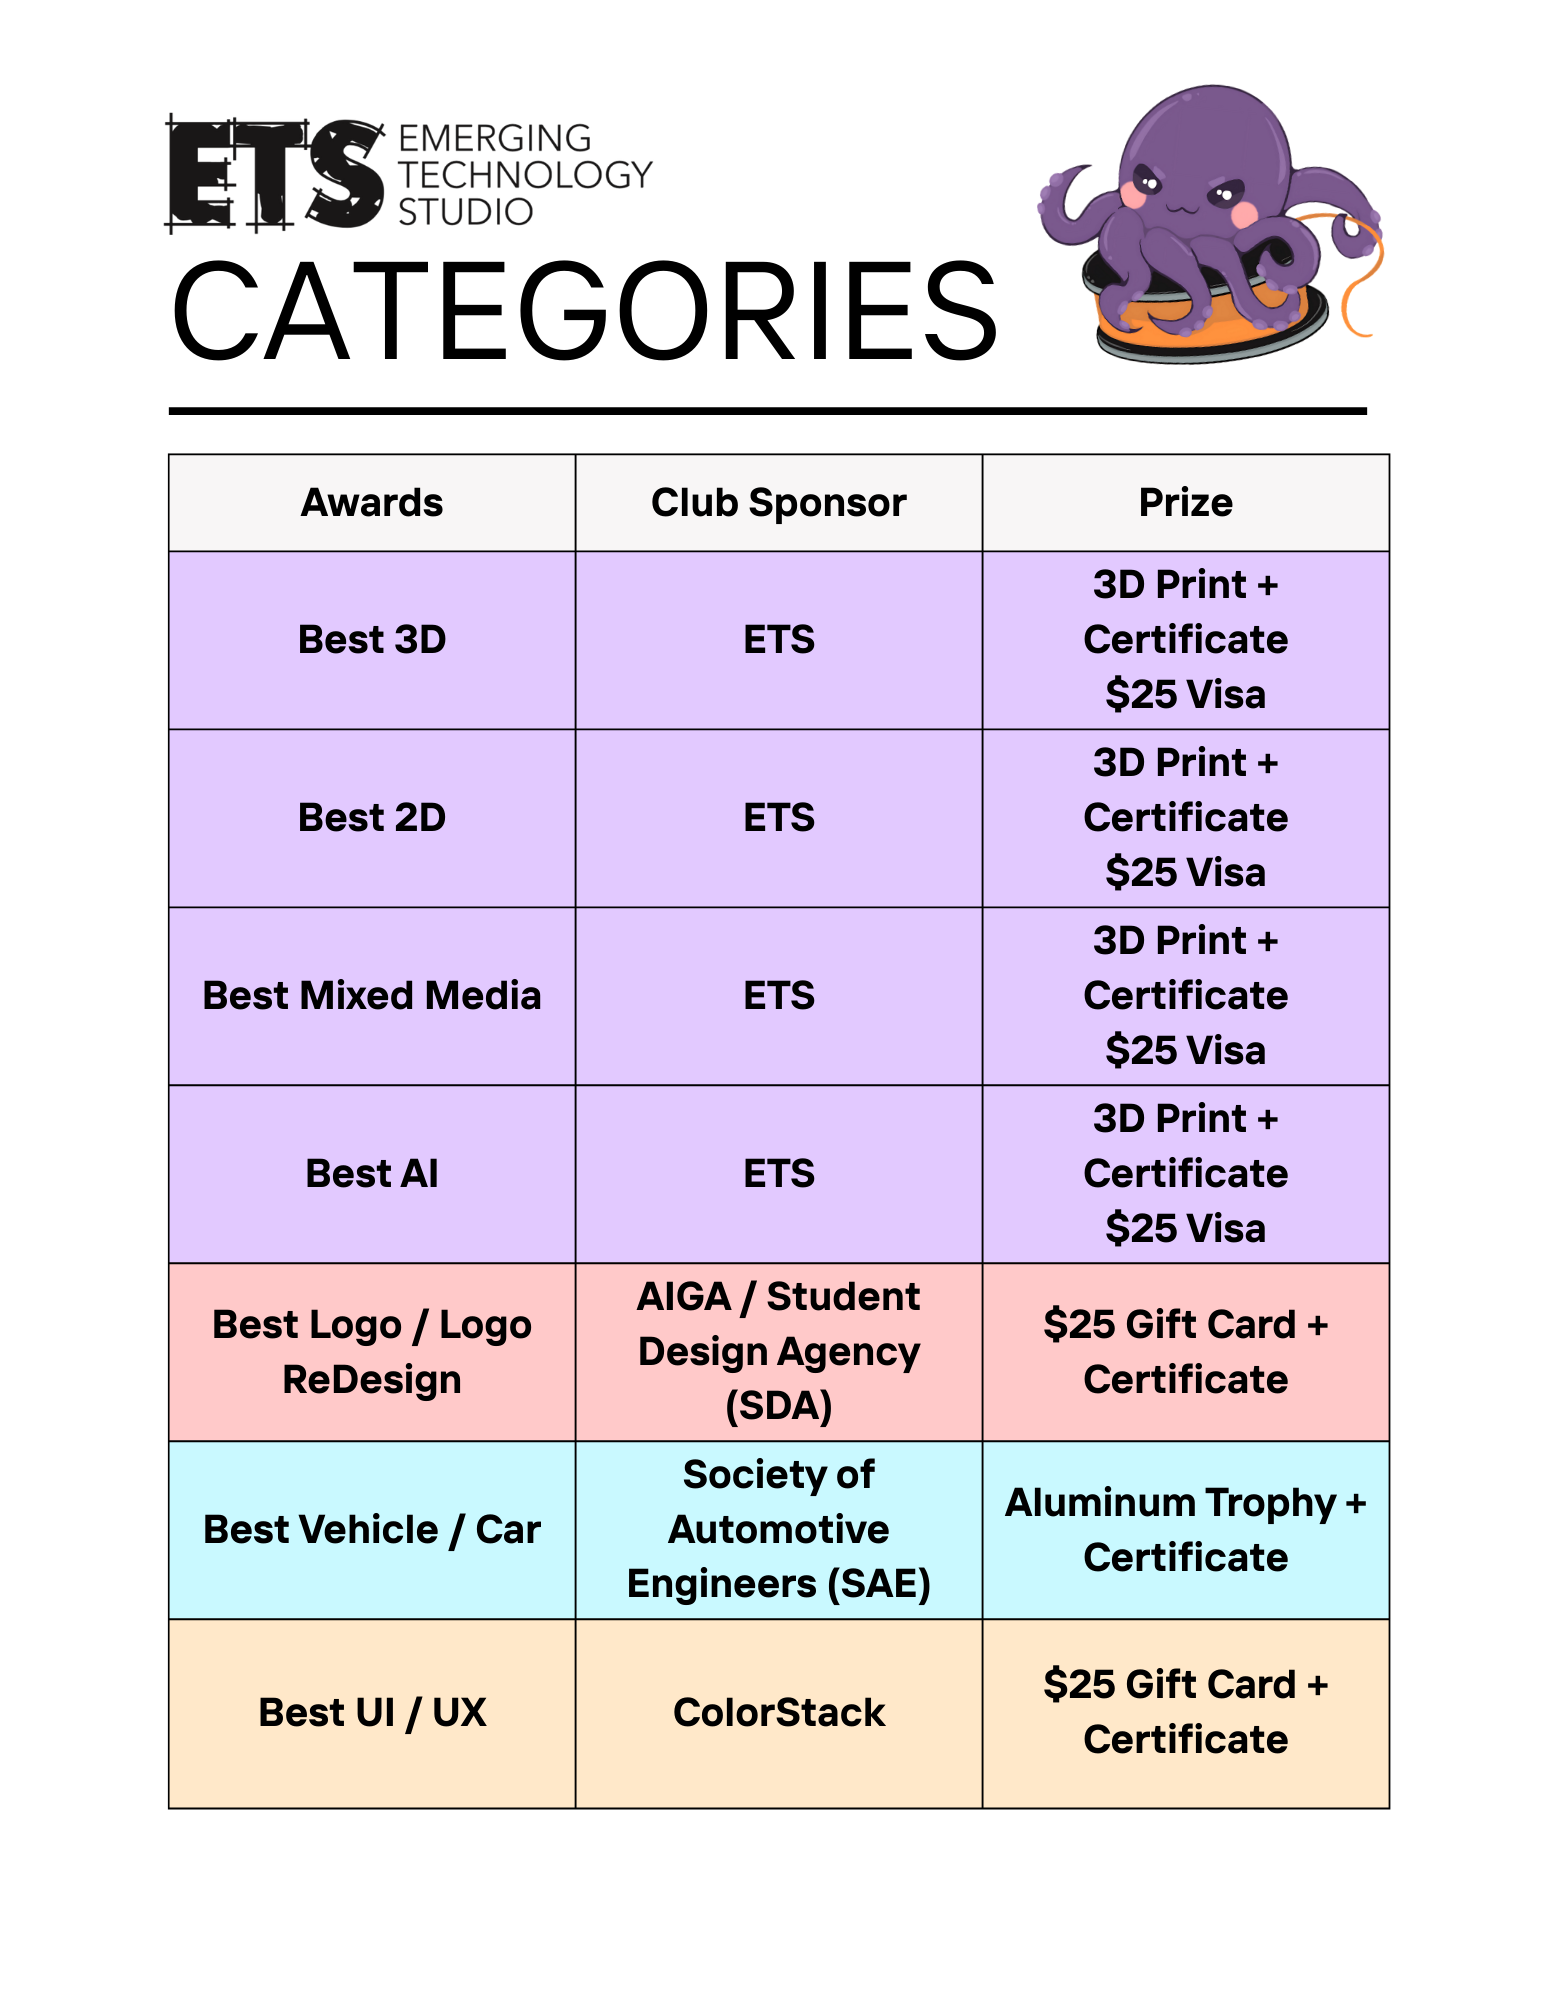 ETS EMERGING
TECHNOLOGY
STUDIO
CATEGORIES
Awards Club Sponsor Prize
Best 3D ETS 3D Print +
Certificate
$25 Visa
Best 2D ETS 3D Print +
Certificate
$25 Visa
Best Mixed Media ETS 3D Print +
Certificate
$25 Visa
Best AI ETS 3D Print +
Certificate
$25 Visa
Best Logo / Logo
ReDesign
AIGA / Student
Design Agency
(SDA)
$25 Gift Card +
Certificate
Best Vehicle / Car
Society of
Automotive
Engineers (SAE)
Aluminum Trophy +
Certificate
Best UI / UX
ColorStack
$25 Gift Card +
Certificate